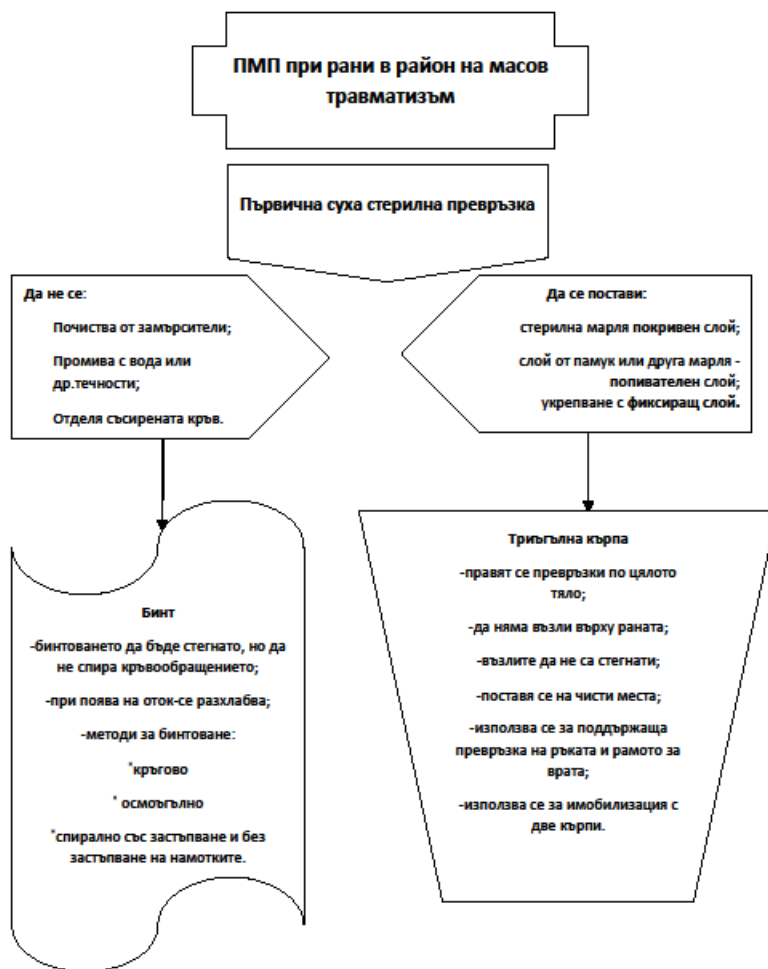 ПМП при рани в район на масов
травматизъм
Първична суха стерилна превръзка
Да не се:
Почиства от замърсители;
Промива с вода или
др.течности;
Отделя съсирената кръв.
Да се постави:
стерилна марля покривен слой;
слой от памук или друга марля -
попивателен слой;
укрепване с фиксиращ слой.
Бинт
-бинтоването да бъде стегнато, но да
не спира кръвообращението;
-при поява на оток-се разхлабва;
-методи за бинтоване:
*кръгово
* осмоъгълно
*спирално със застъпване и без
застъпване на намотките.
Триъгълна кърпа
-правят се превръзки по цялото
тяло;
-да няма възли върху раната;
-възлите да не са стегнати;
-поставя се на чисти места;
-използва се за поддържаща
превръзка на ръката и рамото за
врата;
-използва се за имобилизация с
две кърпи.